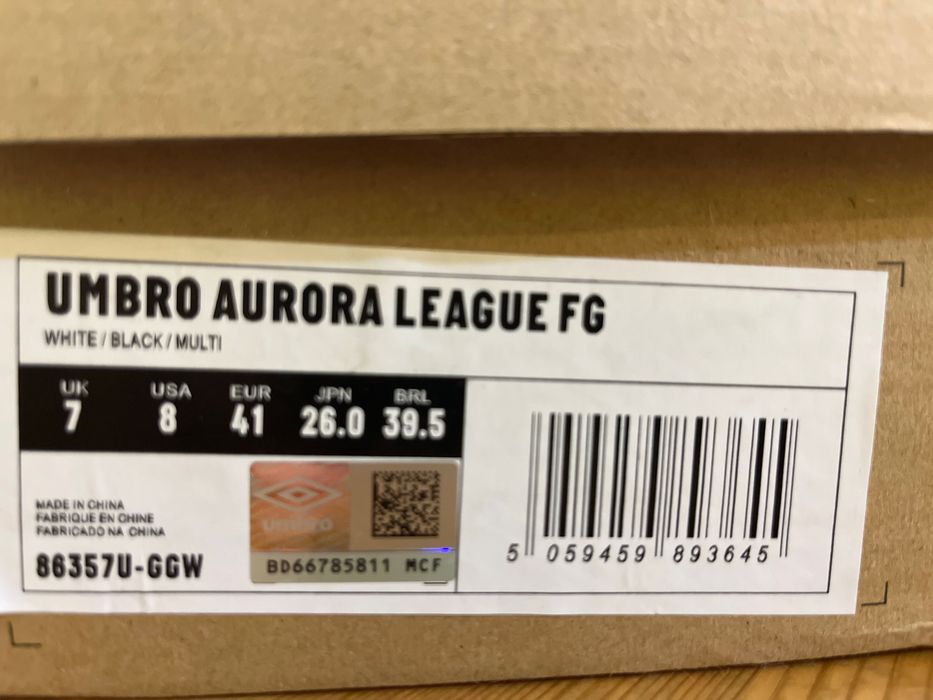 UMBRO AURORA LEAGUE FG
WHITE / BLACK / MULTI
UK USA EUR JPN BRL
7 8 41 26.0 39.5
MADE IN CHINA
FABRIQUE EN CHINE
FABRICADO NA CHINA
86357U-GGW
umbro
BD66785811 MCF
5 059459 893645